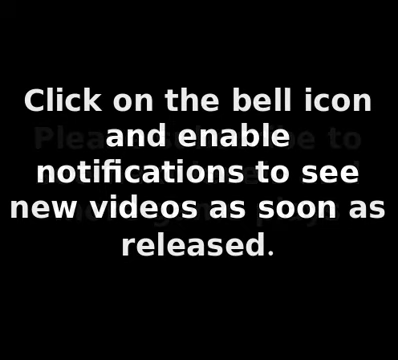 Click on the bell icon
and enable
notifications to see
new videos as soon as
released.